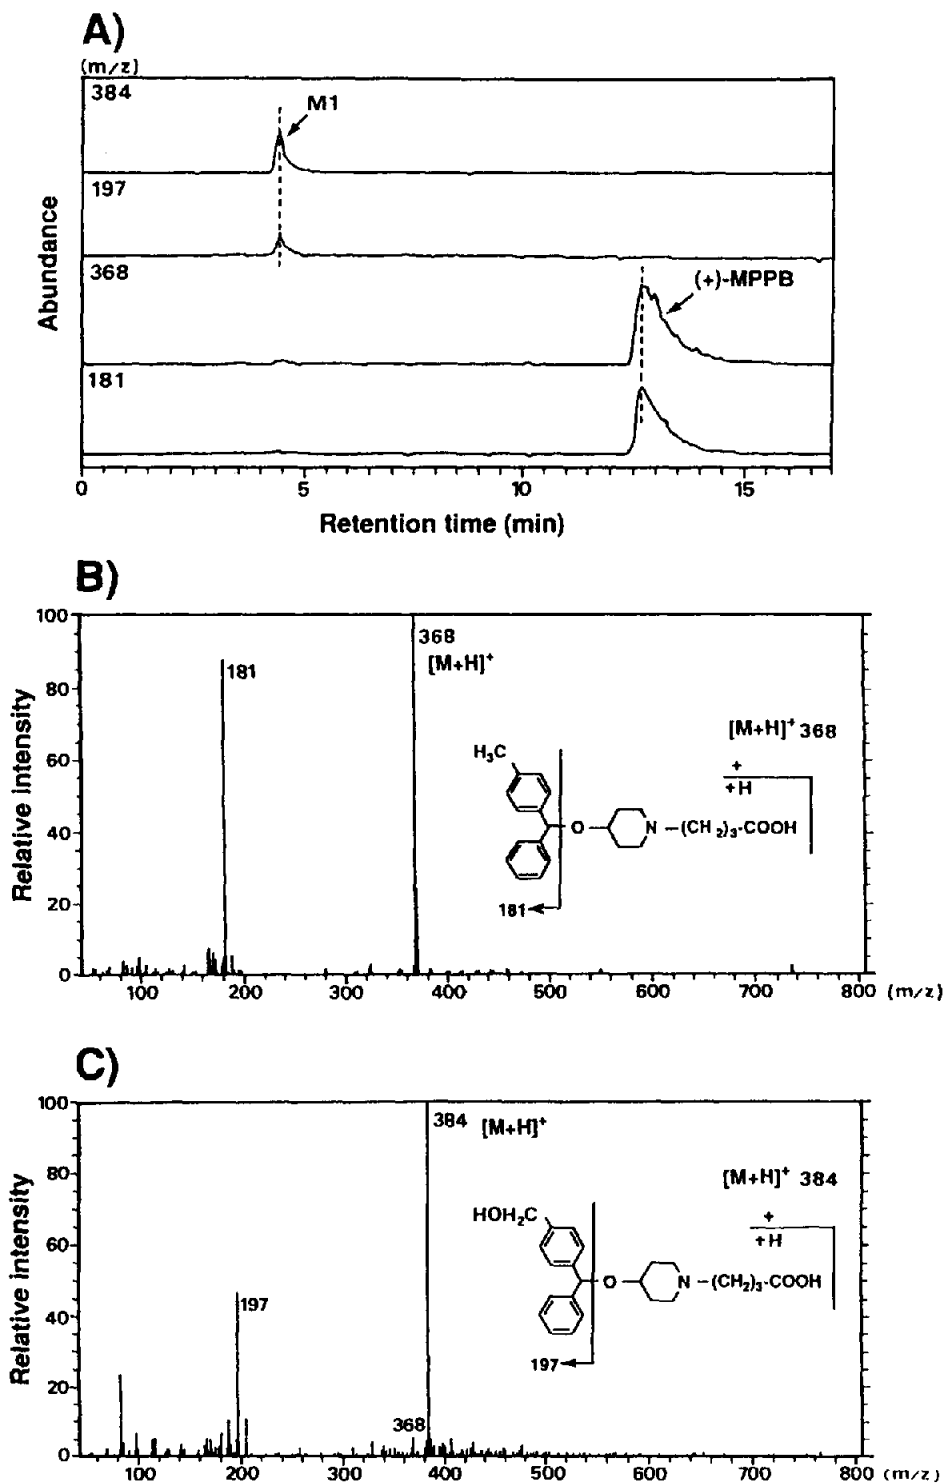 A)
(m/z)
384
M1
197
368
(+)-MPPB
181
Abundance
0 5 10 15
Retention time (min)
B)
100
80
60
40
20
0
Relative intensity
181
368
[M+H]+
[M+H]+ 368
+
+H
H3C
O
N
-(CH2)3-COOH
181
100 200 300 400 500 600 700 800 (m/z)
C)
100
80
60
40
20
0
Relative intensity
384 [M+H]+
[M+H]+ 384
+
+H
HOH2C
O
N
-(CH2)3-COOH
197
197
368
100 200 300 400 500 600 700 800 (m/z)